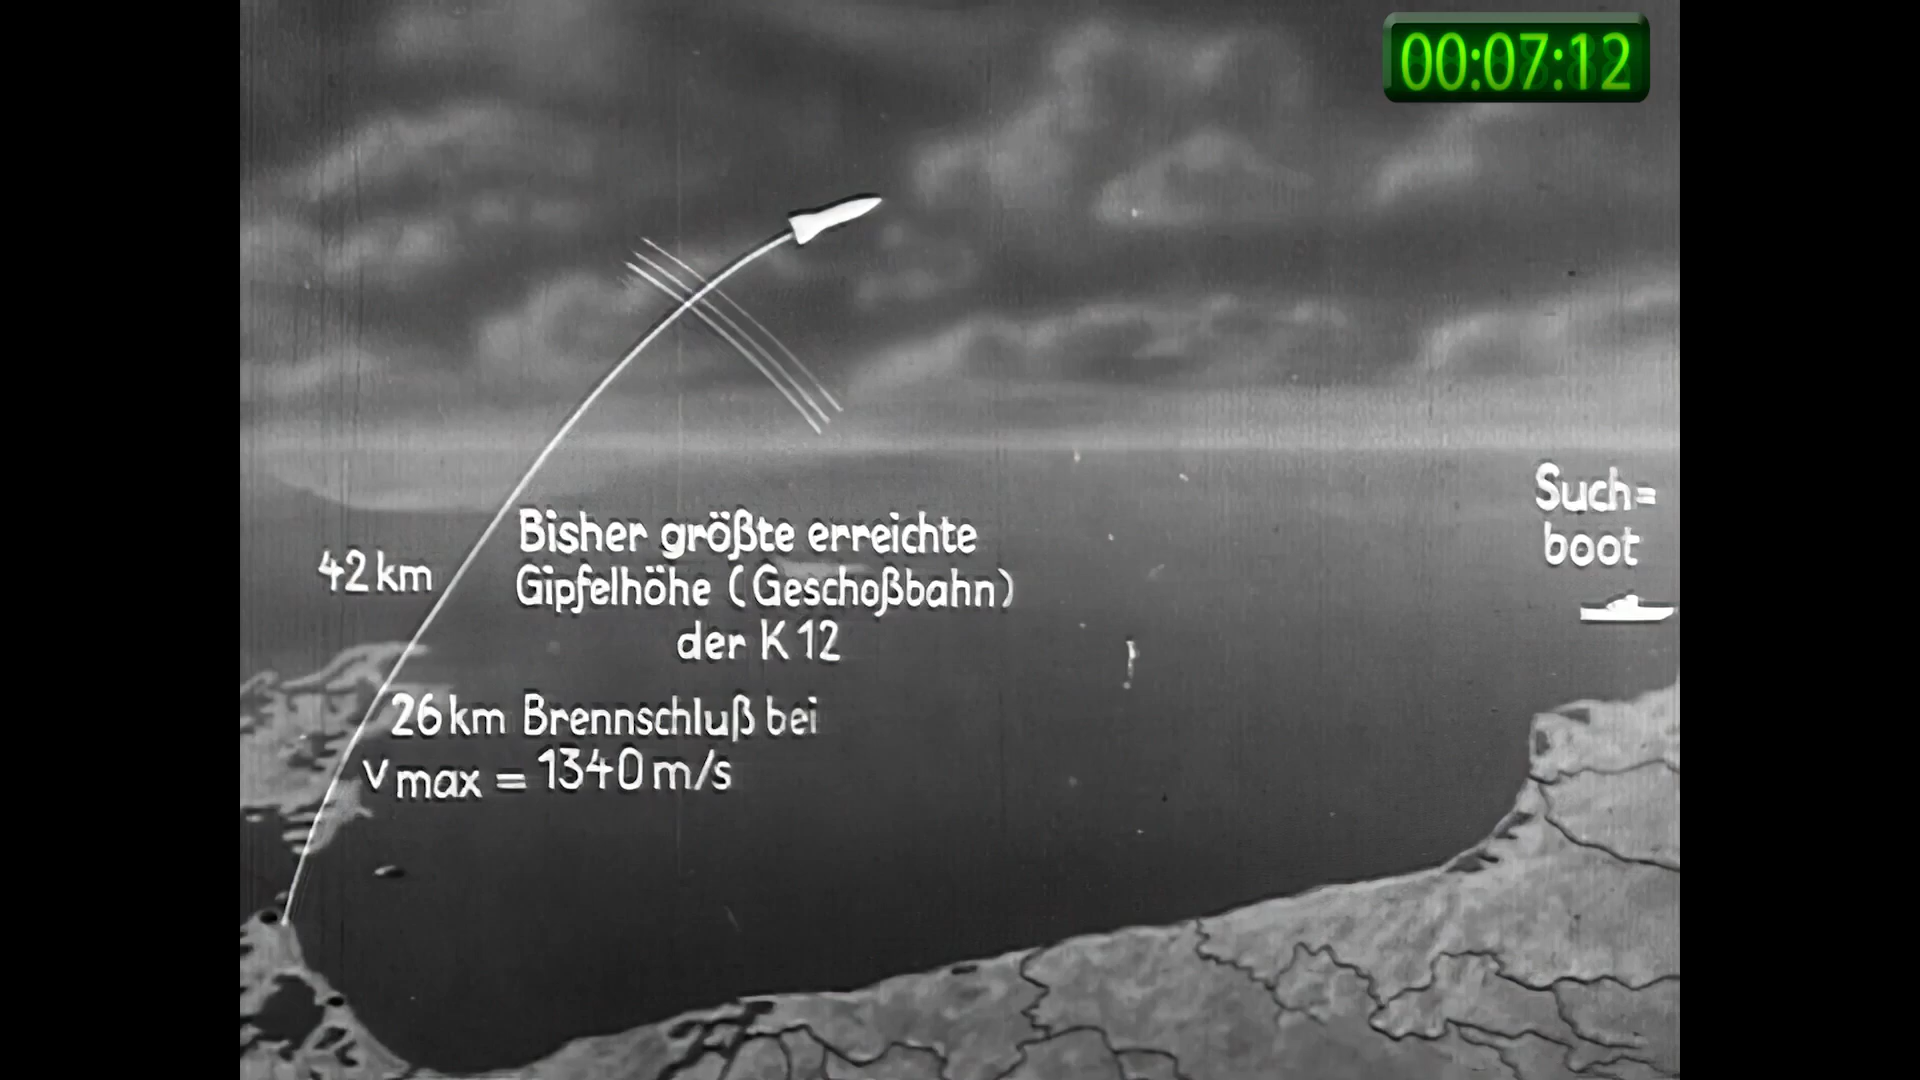 00:07:12
Such=
boot
42 km
Bisher größte erreichte
Gipfelhöhe (Geschoßbahn)
der K 12
26 km Brennschluß bei
v max = 1340 m/s